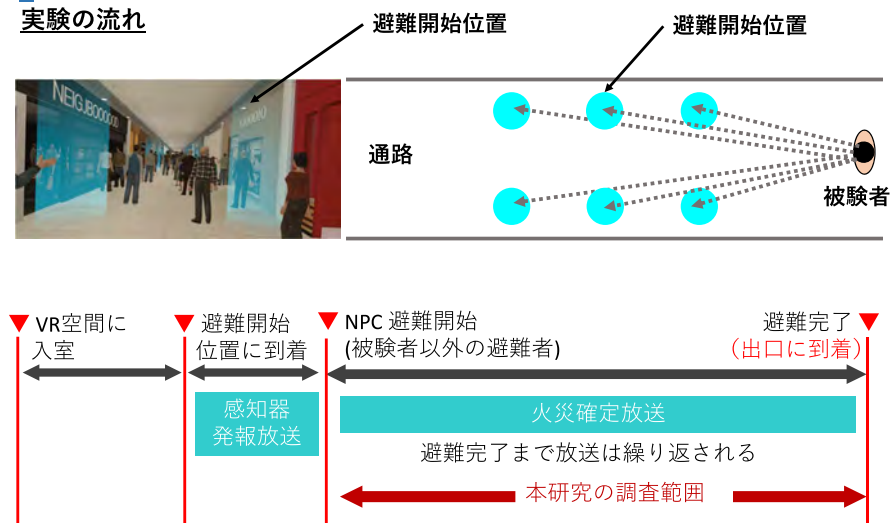 実験の流れ
避難開始位置
避難開始位置
NEIGJBOOOOOD
通路
被験者
VR空間に
入室
避難開始
位置に到着
NPC 避難開始
(被験者以外の避難者)
避難完了
(出口に到着)
感知器
発報放送
火災確定放送
避難完了まで放送は繰り返される
本研究の調査範囲